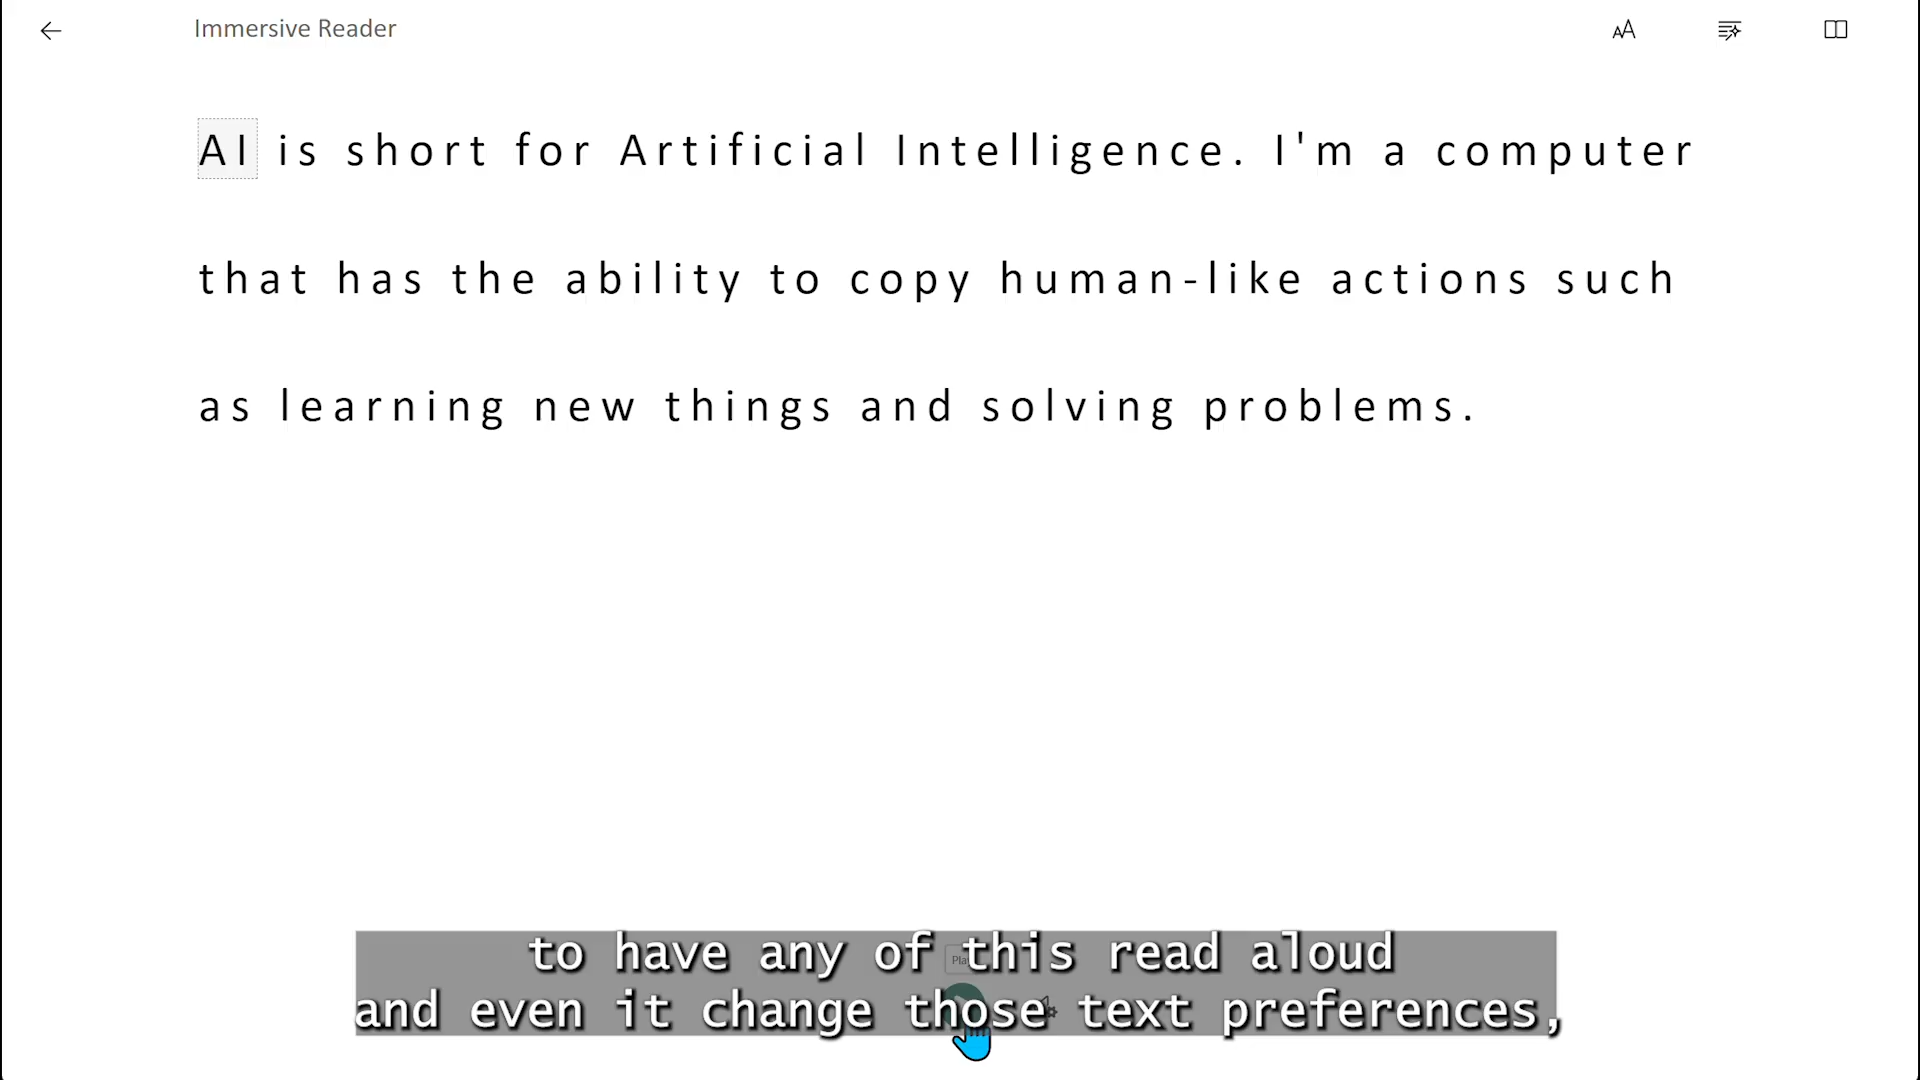 Immersive Reader
AI is short for Artificial Intelligence. I'm a computer
that has the ability to copy human-like actions such
as learning new things and solving problems.
to have any of this read aloud
and even it change those text preferences,